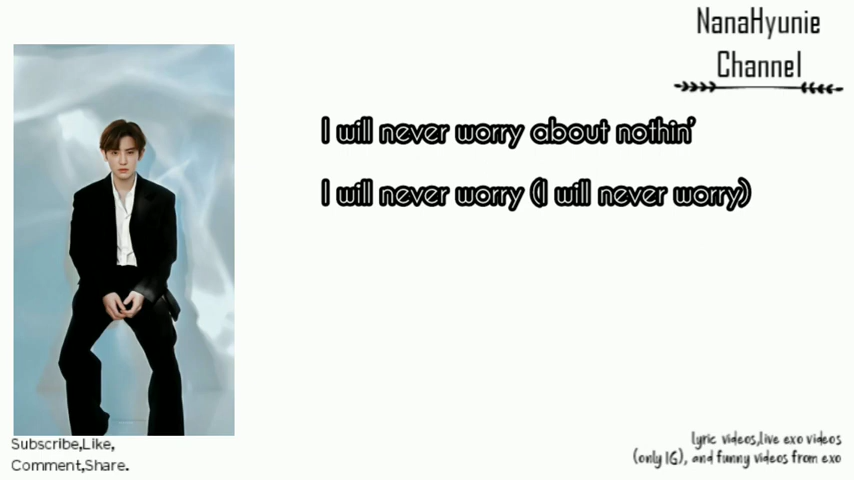 NanaHyunie
Channel
I will never worry about nothin'
I will never worry (I will never worry)
Subscribe,Like,
Comment,Share.
lyric videos,live exo videos
(only IG), and funny videos from exo